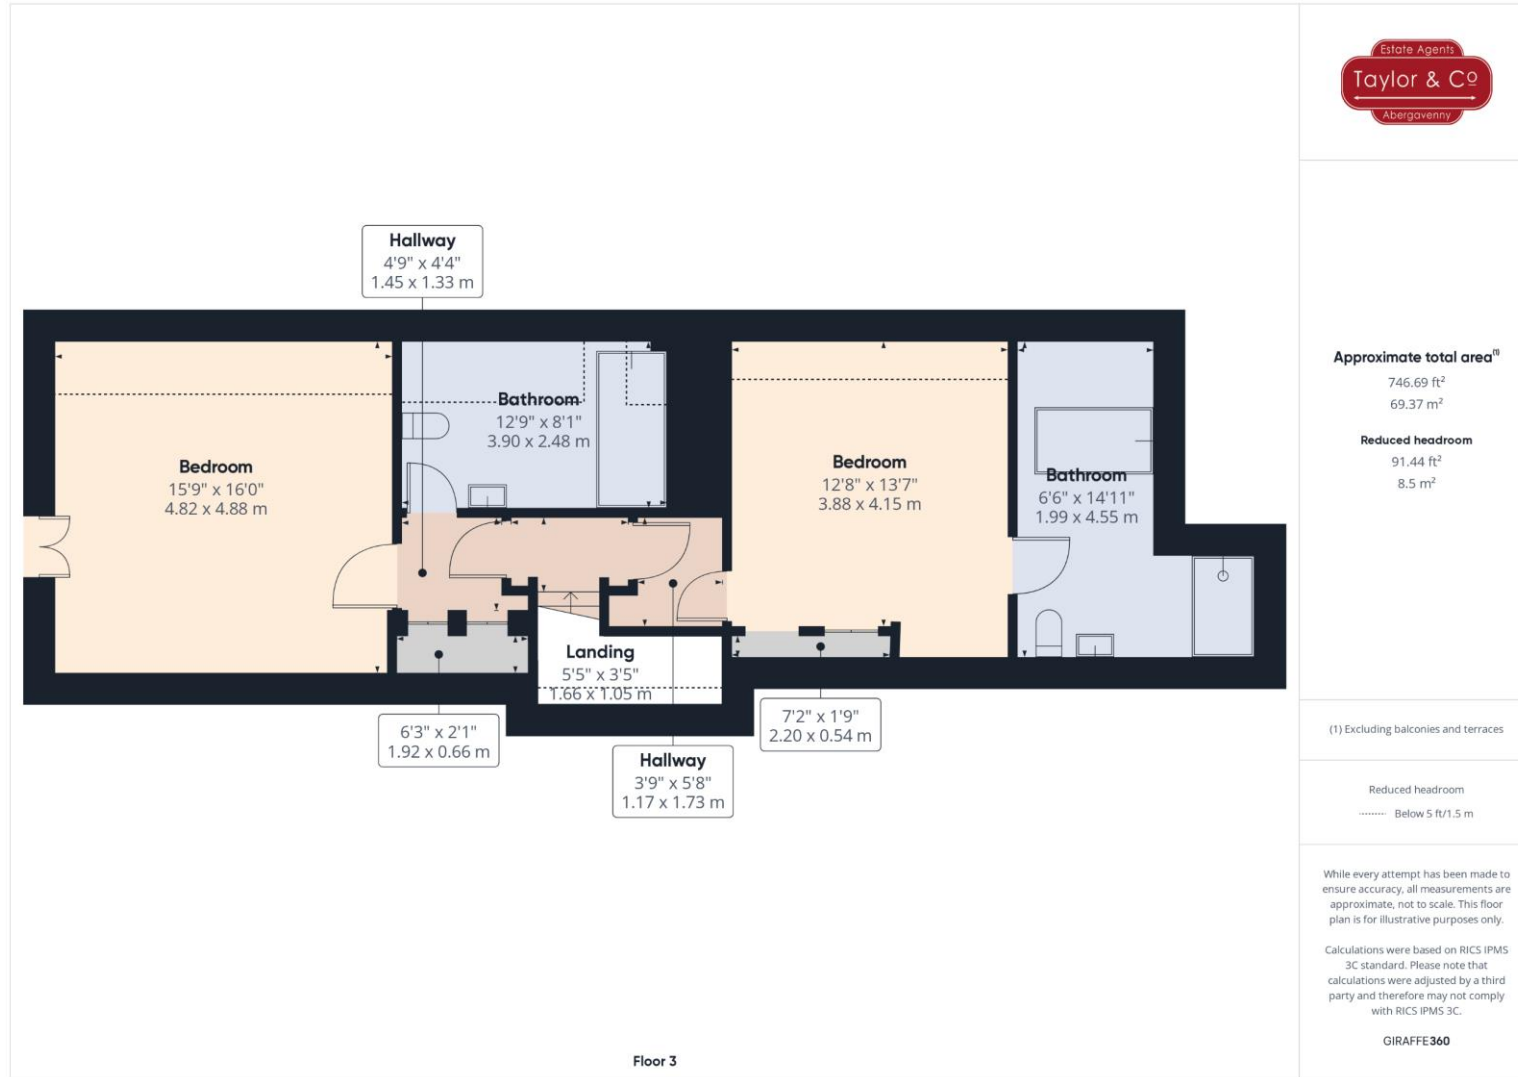 Estate Agents
Taylor & Cº
Abergavenny
Hallway
4'9" x 4'4"
1.45 x 1.33 m
Bathroom
12'9" x 8'1"
3.90 x 2.48 m
Bedroom
15'9" x 16'0"
4.82 x 4.88 m
Bedroom
12'8" x 13'7"
3.88 x 4.15 m
Bathroom
6'6" x 14'11"
1.99 x 4.55 m
Landing
5'5" x 3'5"
1.66 x 1.05 m
6'3" x 2'1"
1.92 x 0.66 m
Hallway
3'9" x 5'8"
1.17 x 1.73 m
7'2" x 1'9"
2.20 x 0.54 m
Floor 3
Approximate total area(1)
746.69 ft²
69.37 m²
Reduced headroom
91.44 ft²
8.5 m²
(1) Excluding balconies and terraces
Reduced headroom
Below 5 ft/1.5 m
While every attempt has been made to
ensure accuracy, all measurements are
approximate, not to scale. This floor
plan is for illustrative purposes only.
Calculations were based on RICS IPMS
3C standard. Please note that
calculations were adjusted by a third
party and therefore may not comply
with RICS IPMS 3C.
GIRAFFE360